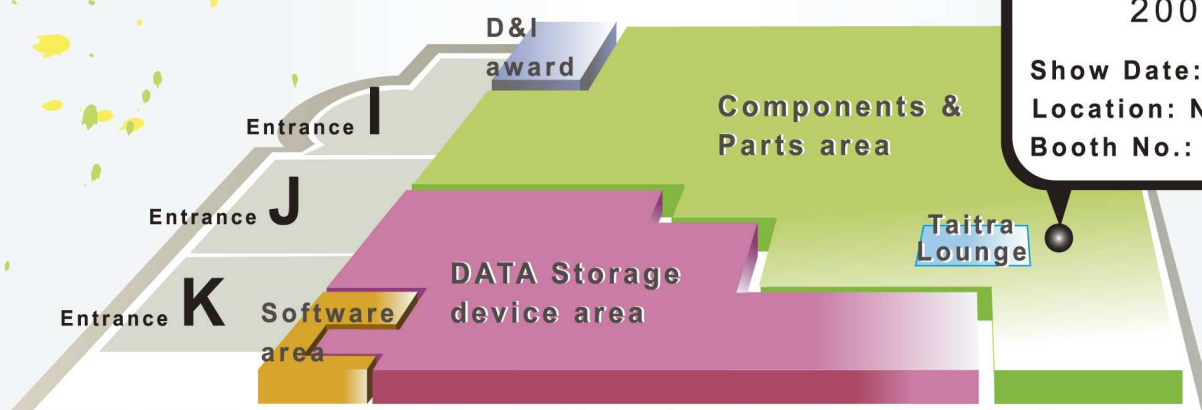 200
Show Date:
Location: N
Booth No.:
D&I
award
Components &
Parts area
Entrance I
Entrance J
Entrance K
Taitra
Lounge
DATA Storage
device area
Software
area